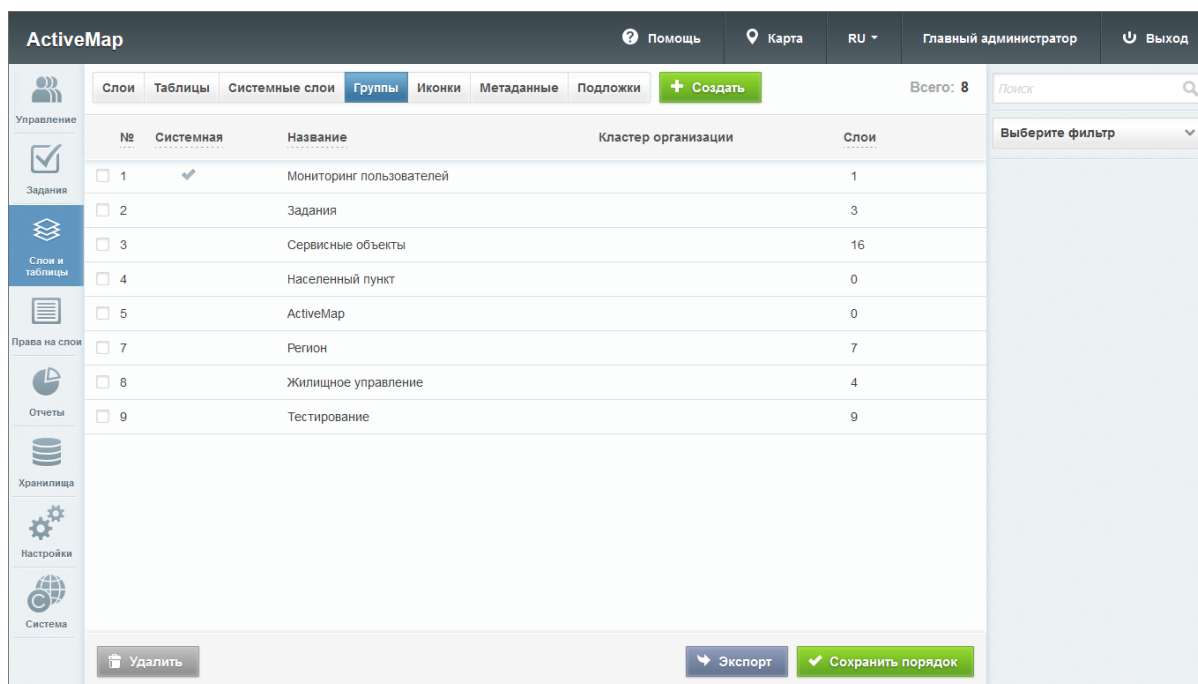 ActiveMap
Помощь
Карта
RU
Главный администратор
Выход
Управление
Задания
Слои и таблицы
Права на слои
Отчеты
Хранилища
Настройки
Система
Слои Таблицы Системные слои Группы Иконки Метаданные Подложки Создать Всего: 8
№ Системная Название Кластер организации Слои
1 Мониторинг пользователей 1
2 Задания 3
3 Сервисные объекты 16
4 Населенный пункт 0
5 ActiveMap 0
7 Регион 7
8 Жилищное управление 4
9 Тестирование 9
Удалить
Экспорт
Сохранить порядок
Поиск
Выберите фильтр